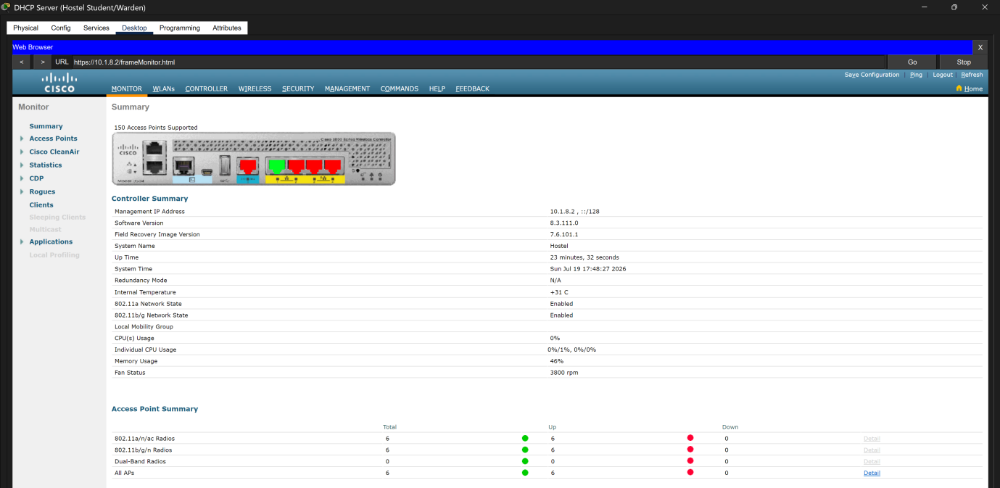 DHCP Server (Hostel Student/Warden)
Physical Config Services Desktop Programming Attributes
Web Browser X
< > URL https://10.1.8.2/frameMonitor.html Go Stop
Save Configuration | Ping | Logout | Refresh
CISCO MONITOR WLANs CONTROLLER WIRELESS SECURITY MANAGEMENT COMMANDS HELP FEEDBACK Home
Monitor
Summary
Access Points
Cisco CleanAir
Statistics
CDP
Rogues
Clients
Sleeping Clients
Multicast
Applications
Local Profiling
Summary
150 Access Points Supported
Cisco 3500 Series Wireless Controller
CISCO
Model 3504
Controller Summary
Management IP Address 10.1.8.2 , ::/128
Software Version 8.3.111.0
Field Recovery Image Version 7.6.101.1
System Name Hostel
Up Time 23 minutes, 32 seconds
System Time Sun Jul 19 17:48:27 2026
Redundancy Mode N/A
Internal Temperature +31 C
802.11a Network State Enabled
802.11b/g Network State Enabled
Local Mobility Group
CPU(s) Usage 0%
Individual CPU Usage 0%/1%, 0%/0%
Memory Usage 46%
Fan Status 3800 rpm
Access Point Summary
Total Up Down
802.11a/n/ac Radios 6 6 0 Detail
802.11b/g/n Radios 6 6 0 Detail
Dual-Band Radios 0 0 0 Detail
All APs 6 6 0 Detail